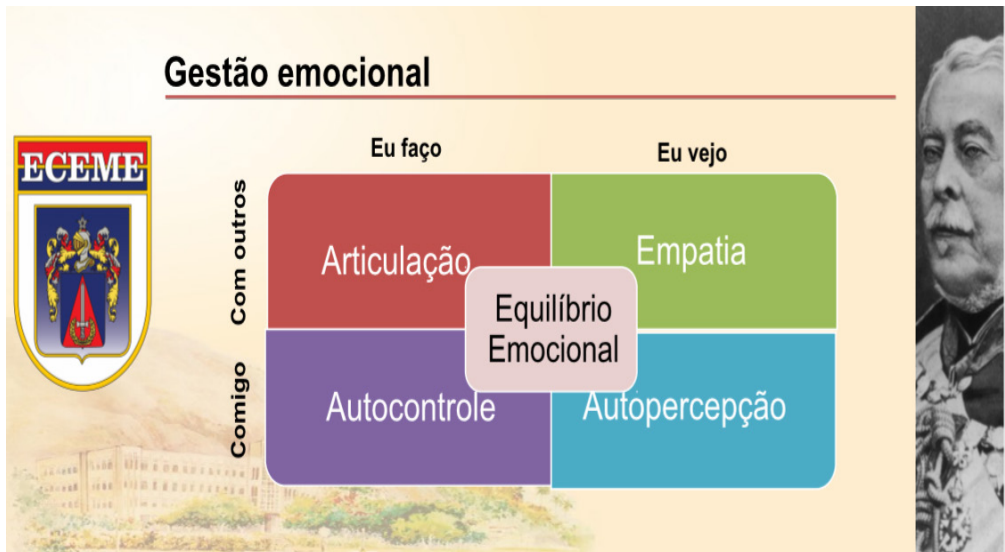 Gestão emocional
ECEME
Eu faço
Eu vejo
Com outros
Articulação
Empatia
Equilíbrio
Emocional
Comigo
Autocontrole
Autopercepção